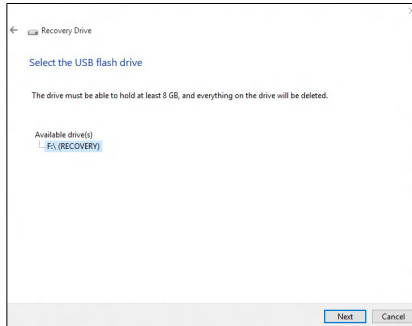 Recovery Drive
Select the USB flash drive
The drive must be able to hold at least 8 GB, and everything on the drive will be deleted.
Available drive(s)
F:\ (RECOVERY)
Next Cancel